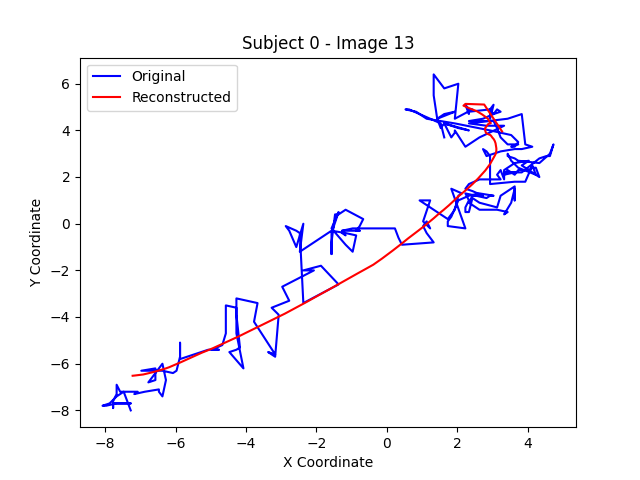 Subject 0 - Image 13
Original
Reconstructed
Y Coordinate
6
4
2
0
−2
−4
−6
−8
−8 −6 −4 −2 0 2 4
X Coordinate